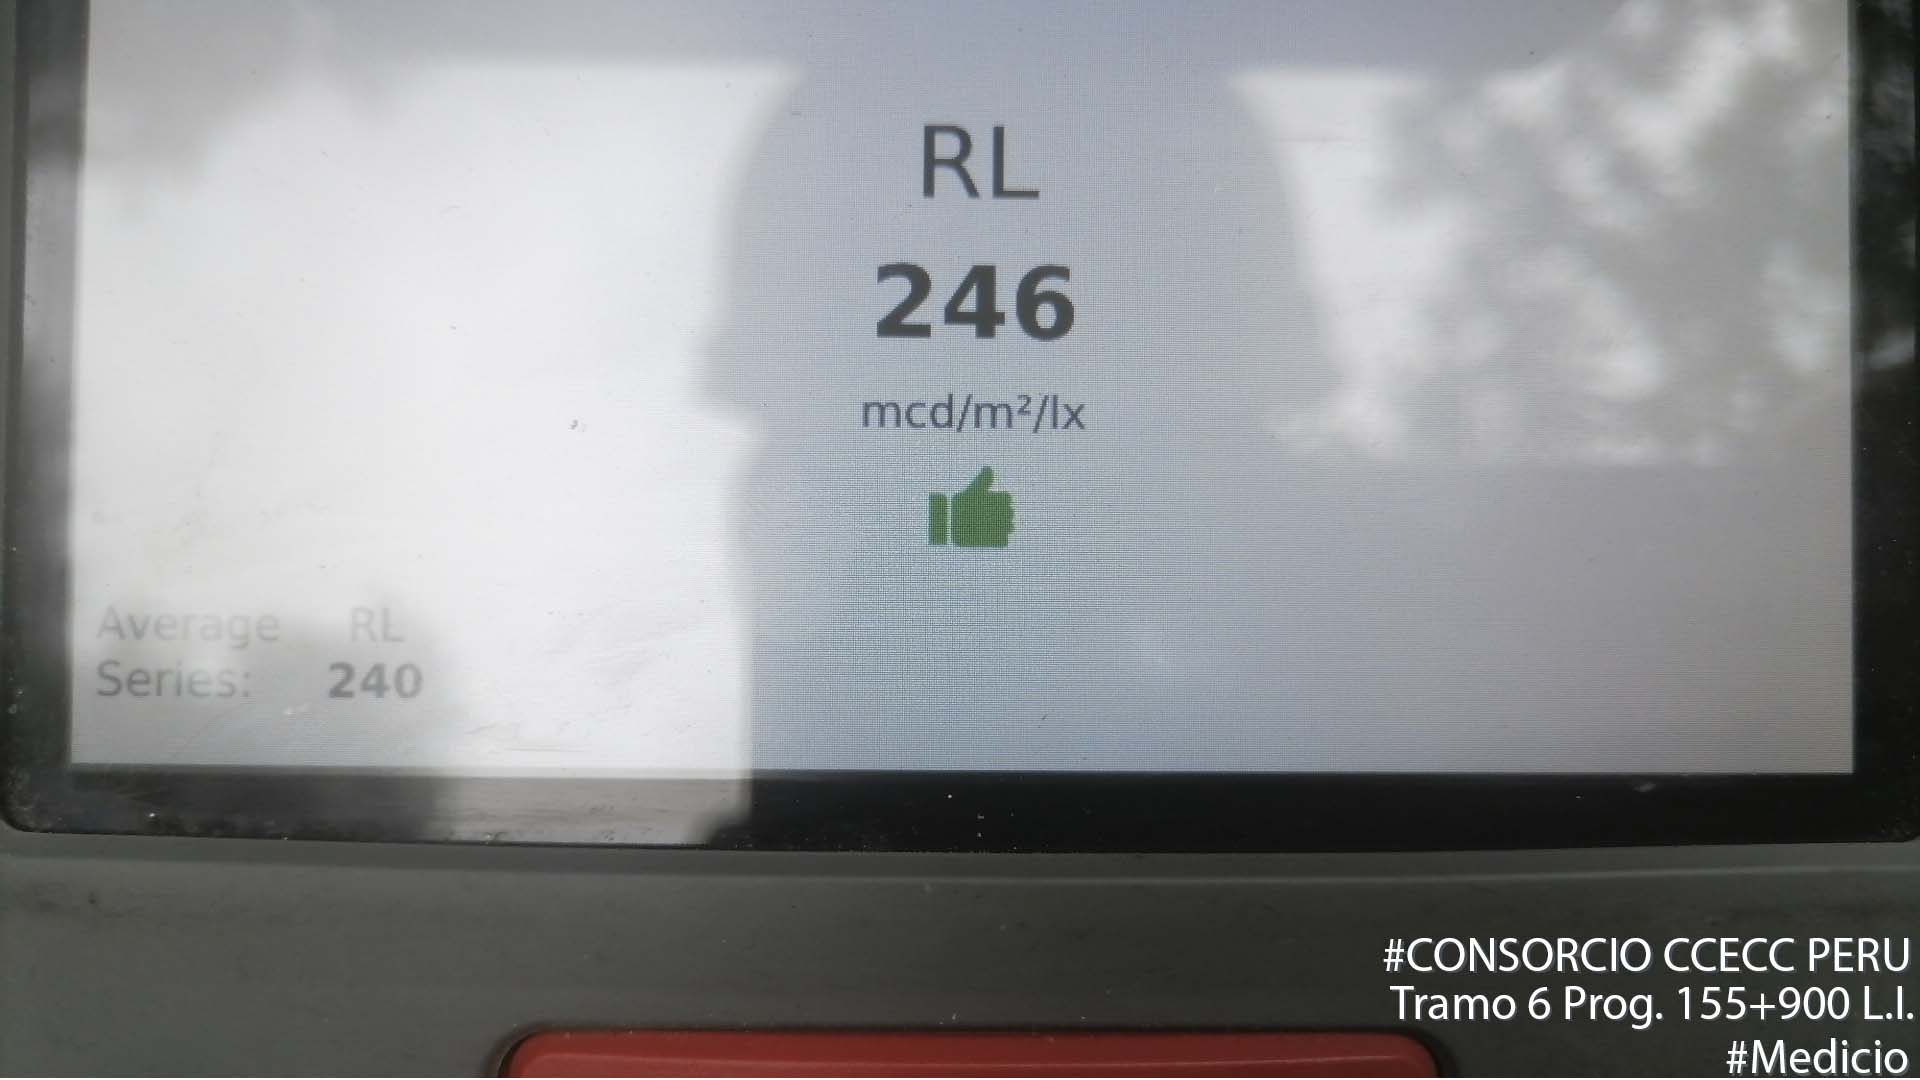 RL
246
mcd/m²/lx
Average RL
Series: 240
#CONSORCIO CCECC PERU
Tramo 6 Prog. 155+900 L.I.
#Medicio